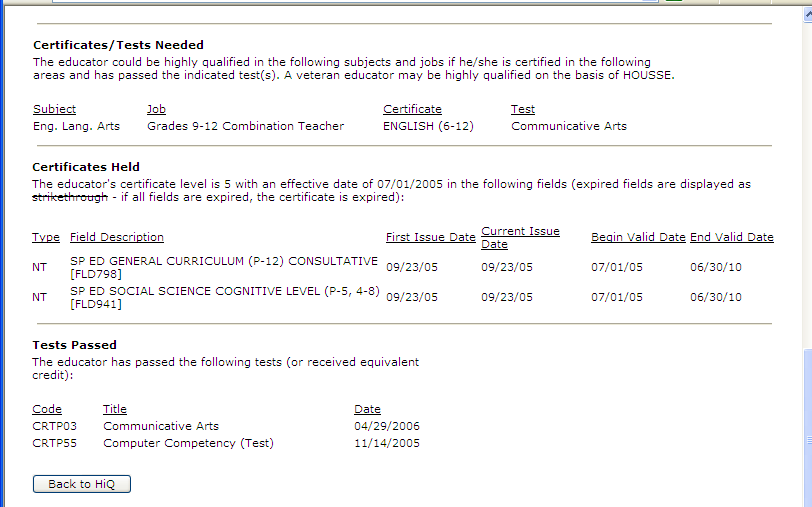 Certificates/Tests Needed
The educator could be highly qualified in the following subjects and jobs if he/she is certified in the following
areas and has passed the indicated test(s). A veteran educator may be highly qualified on the basis of HOUSSE.
Subject Job Certificate Test
Eng. Lang. Arts Grades 9-12 Combination Teacher ENGLISH (6-12) Communicative Arts
Certificates Held
The educator's certificate level is 5 with an effective date of 07/01/2005 in the following fields (expired fields are displayed as
strikethrough - if all fields are expired, the certificate is expired):
Type Field Description First Issue Date Current Issue Date Begin Valid Date End Valid Date
NT SP ED GENERAL CURRICULUM (P-12) CONSULTATIVE 09/23/05 09/23/05 07/01/05 06/30/10
[FLD798]
NT SP ED SOCIAL SCIENCE COGNITIVE LEVEL (P-5, 4-8) 09/23/05 09/23/05 07/01/05 06/30/10
[FLD941]
Tests Passed
The educator has passed the following tests (or received equivalent
credit):
Code Title Date
CRTP03 Communicative Arts 04/29/2006
CRTP55 Computer Competency (Test) 11/14/2005
Back to HiQ